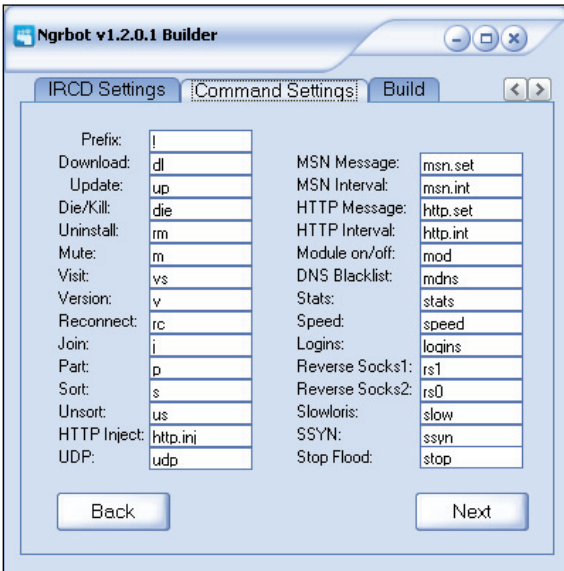 Ngrbot v1.2.0.1 Builder
IRCD Settings Command Settings Build
Prefix: !
Download: dl
Update: up
Die/Kill: die
Uninstall: rm
Mute: m
Visit: vs
Version: v
Reconnect: rc
Join: j
Part: p
Sort: s
Unsort: us
HTTP Inject: http.inj
UDP: udp
MSN Message: msn.set
MSN Interval: msn.int
HTTP Message: http.set
HTTP Interval: http.int
Module on/off: mod
DNS Blacklist: mdns
Stats: stats
Speed: speed
Logins: logins
Reverse Socks1: rs1
Reverse Socks2: rs0
Slowloris: slow
SSYN: ssyn
Stop Flood: stop
Back Next